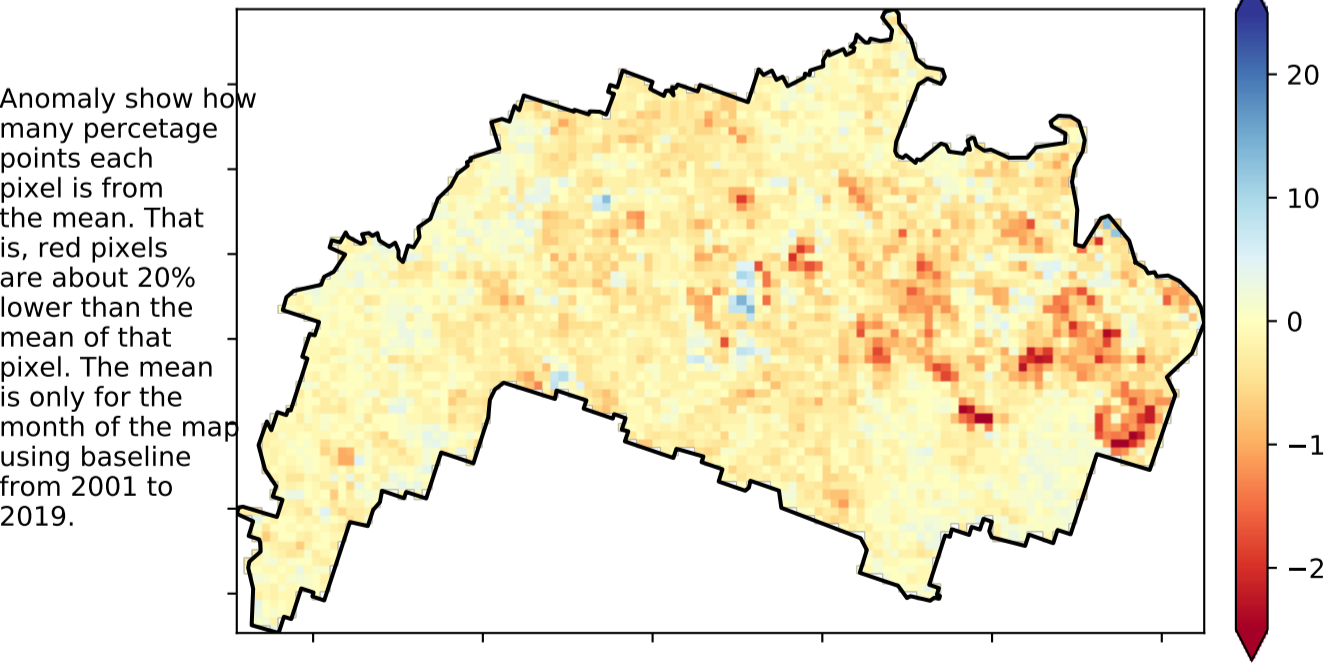 Anomaly show how
many percetage
points each
pixel is from
the mean. That
is, red pixels
are about 20%
lower than the
mean of that
pixel. The mean
is only for the
month of the map
using baseline
from 2001 to
2019.
20
10
0
−1
−2